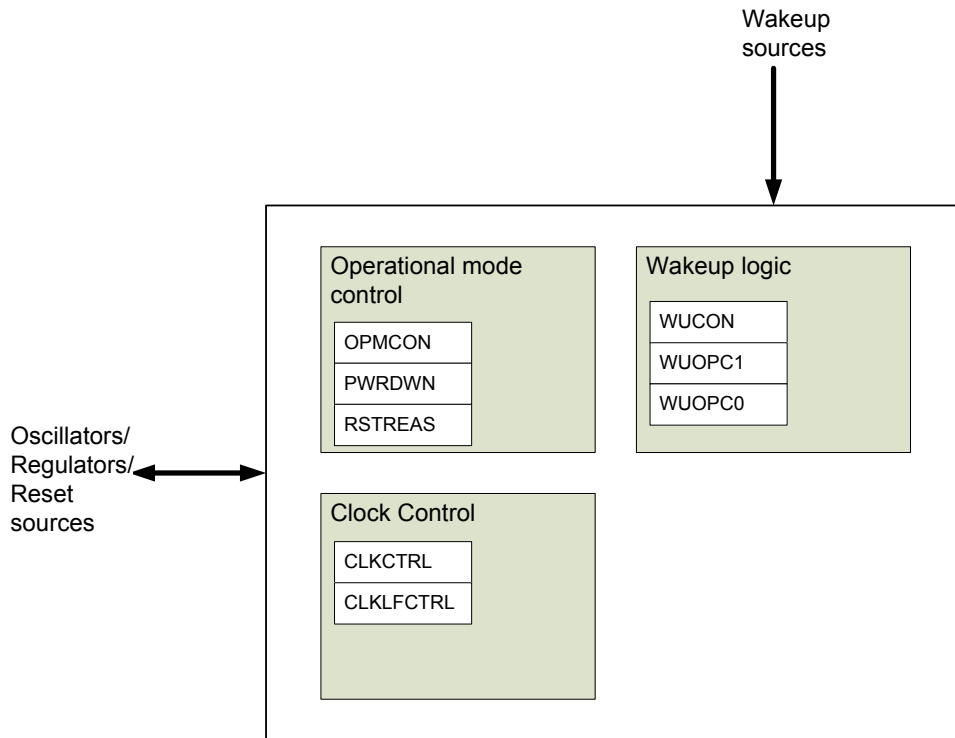 Wakeup
sources
Operational mode
control
OPMCON
PWRDWN
RSTREAS
Wakeup logic
WUCON
WUOPC1
WUOPC0
Oscillators/
Regulators/
Reset
sources
Clock Control
CLKCTRL
CLKLFCTRL